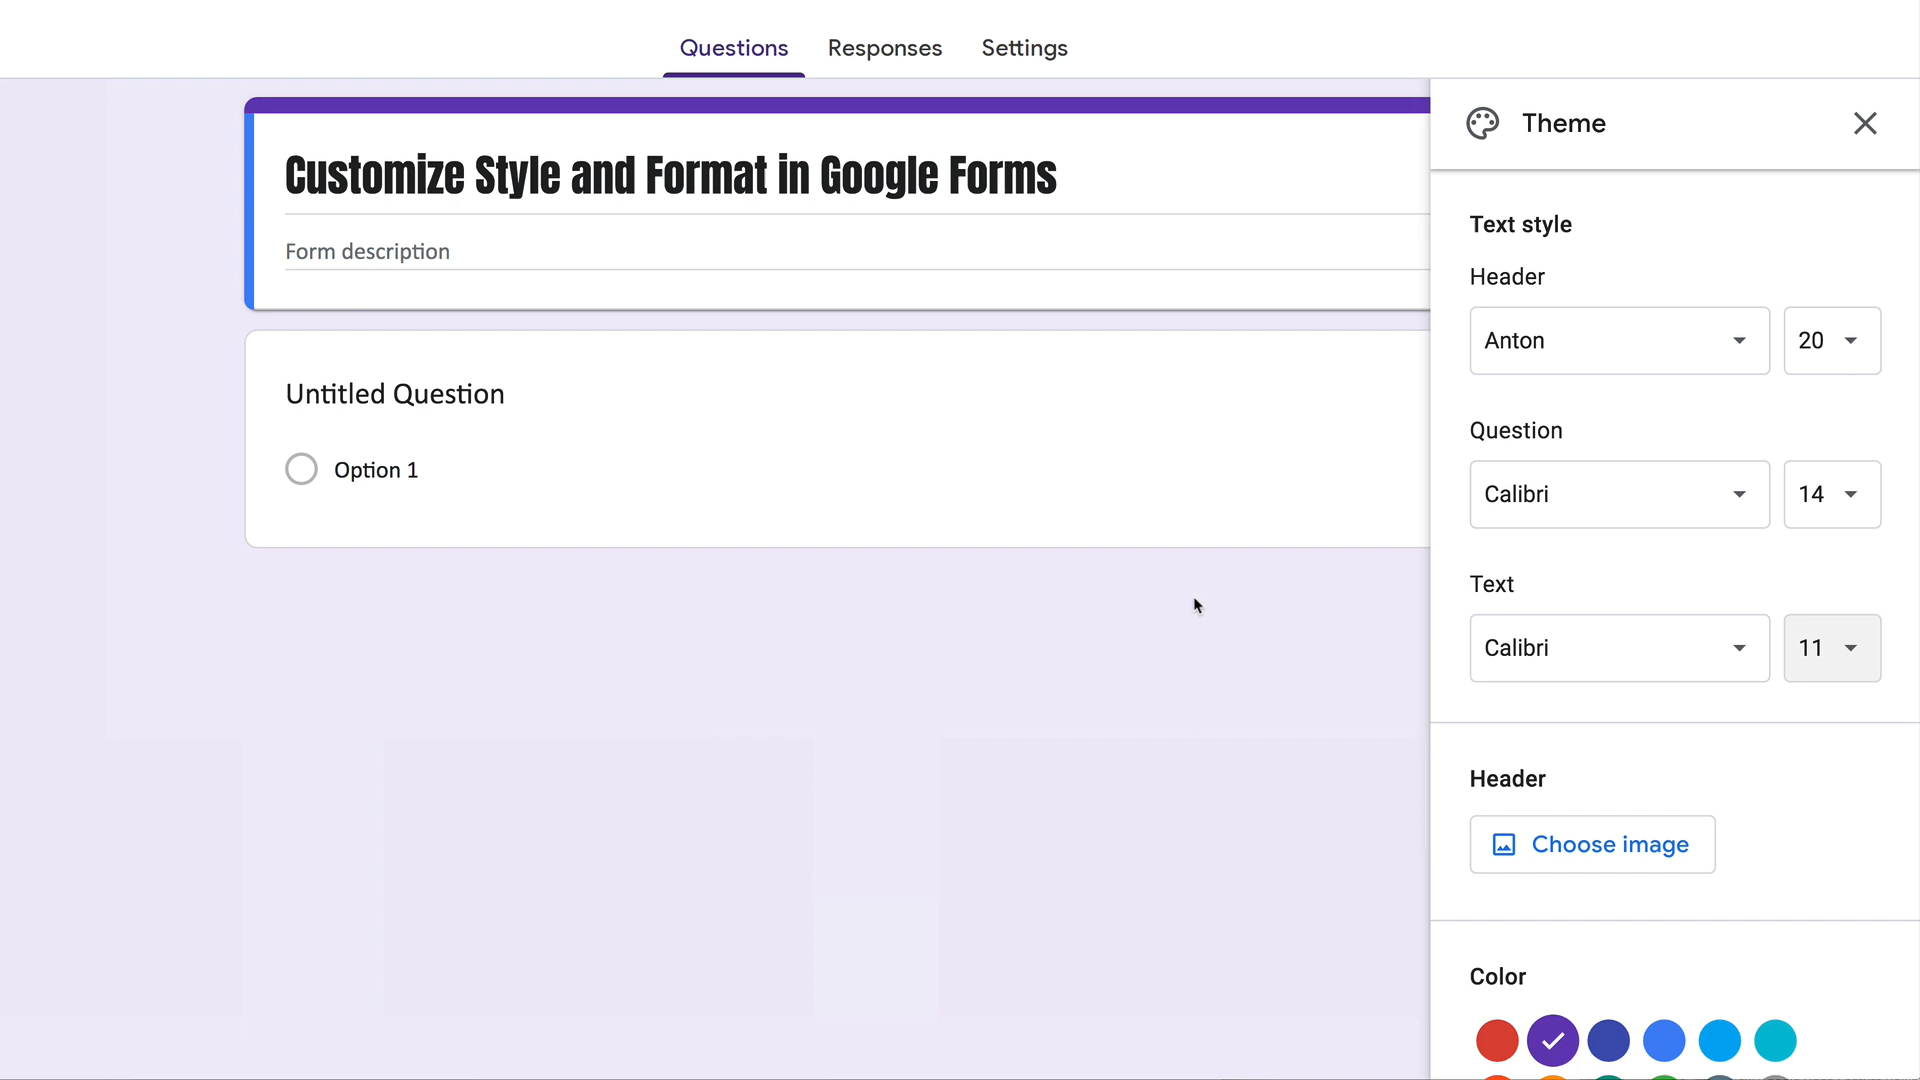 Questions Responses Settings
Theme
Customize Style and Format in Google Forms
Form description
Untitled Question
Option 1
Text style
Header
Anton 20
Question
Calibri 14
Text
Calibri 11
Header
Choose image
Color